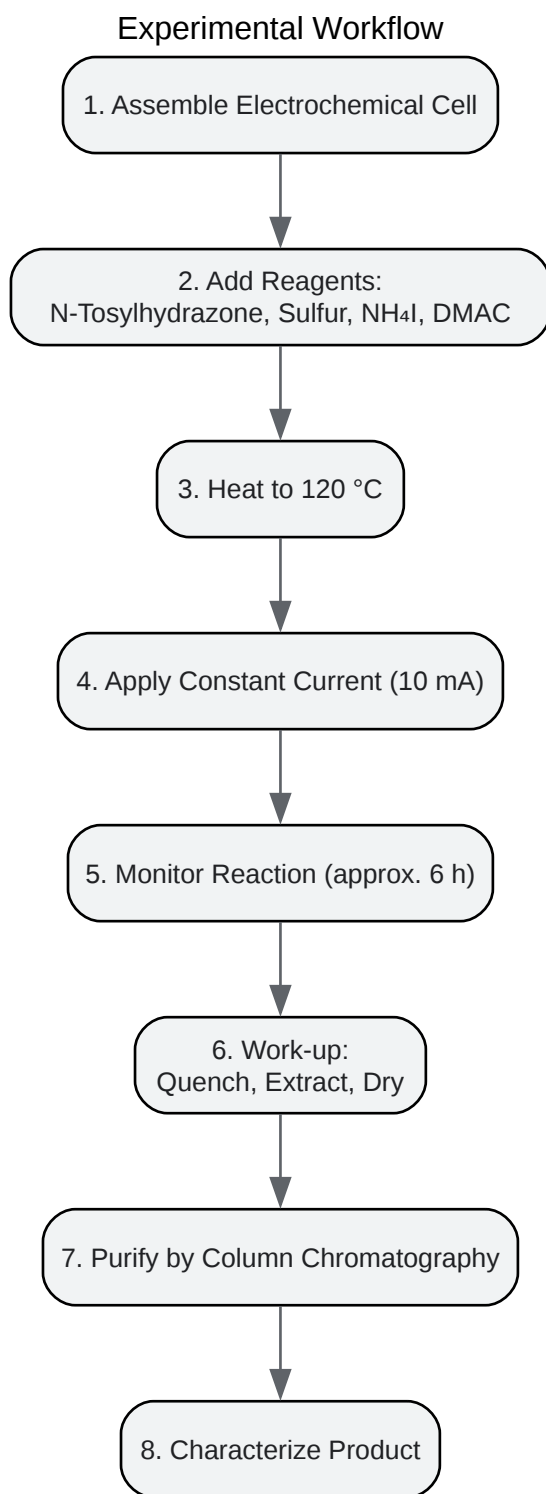 Experimental Workflow
1. Assemble Electrochemical Cell
2. Add Reagents:
N-Tosylhydrazone, Sulfur, NH₄I, DMAC
3. Heat to 120 °C
4. Apply Constant Current (10 mA)
5. Monitor Reaction (approx. 6 h)
6. Work-up:
Quench, Extract, Dry
7. Purify by Column Chromatography
8. Characterize Product